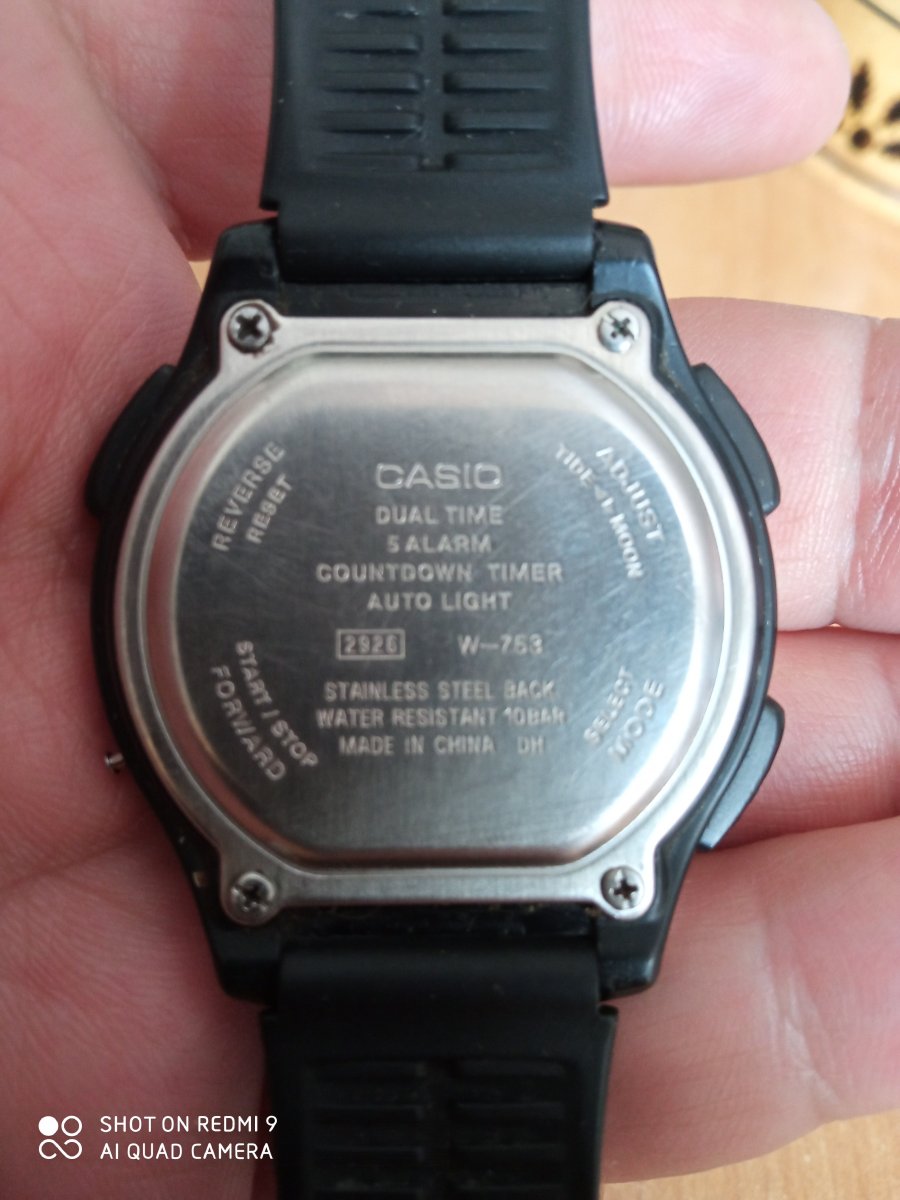 CASIO
DUAL TIME
5 ALARM
COUNTDOWN TIMER
AUTO LIGHT
2926 W-753
STAINLESS STEEL BACK
WATER RESISTANT 10BAR
MADE IN CHINA DH
REVERSE
RESET
ADJUST
TIDE MOON
START / STOP
FORWARD
SELECT
MODE
SHOT ON REDMI 9
AI QUAD CAMERA